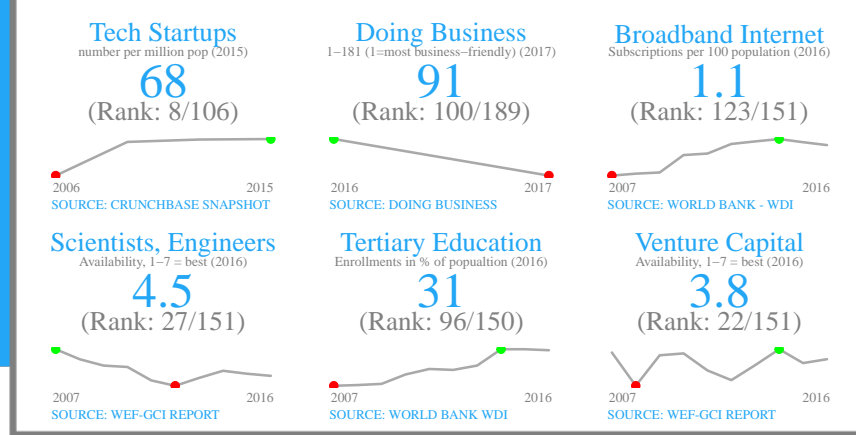 Tech Startups
number per million pop (2015)
68
(Rank: 8/106)
2006 2015
SOURCE: CRUNCHBASE SNAPSHOT
Doing Business
1−181 (1=most business−friendly) (2017)
91
(Rank: 100/189)
2016 2017
SOURCE: DOING BUSINESS
Broadband Internet
Subscriptions per 100 population (2016)
1.1
(Rank: 123/151)
2007 2016
SOURCE: WORLD BANK - WDI
Scientists, Engineers
Availability, 1−7 = best (2016)
4.5
(Rank: 27/151)
2007 2016
SOURCE: WEF-GCI REPORT
Tertiary Education
Enrollments in % of popualtion (2016)
31
(Rank: 96/150)
2007 2016
SOURCE: WORLD BANK WDI
Venture Capital
Availability, 1−7 = best (2016)
3.8
(Rank: 22/151)
2007 2016
SOURCE: WEF-GCI REPORT